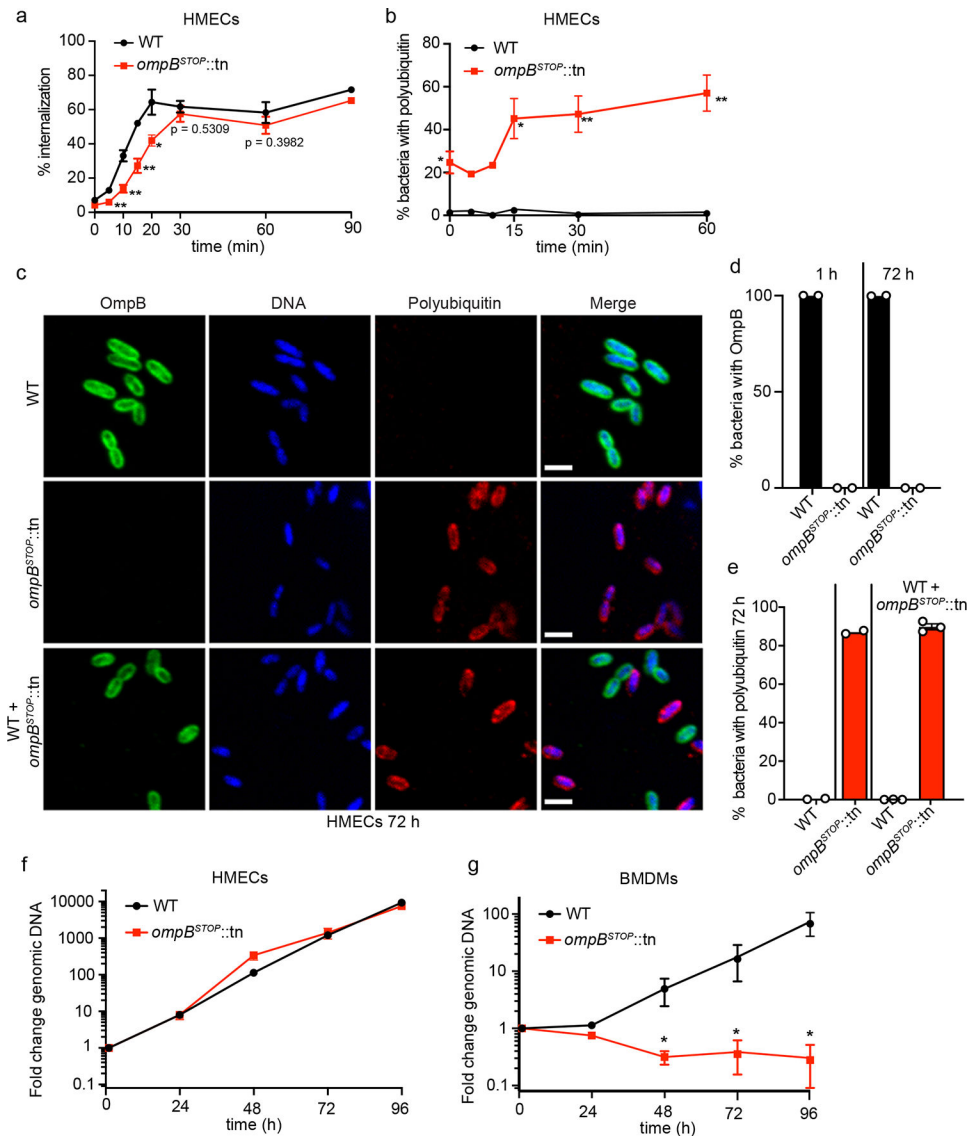 a
HMECs
WT
ompBSTOP::tn
% internalization
100
80
60
40
20
0
p = 0.5309
p = 0.3982
*
**
**
**
0 10 20 30 60 90
time (min)
b
HMECs
WT
ompBSTOP::tn
% bacteria with polyubiquitin
80
60
40
20
0
*
*
**
**
0 15 30 60
time (min)
c
OmpB DNA Polyubiquitin Merge
WT
ompBSTOP::tn
WT +
ompBSTOP::tn
HMECs 72 h
d
1 h 72 h
% bacteria with OmpB
100
50
0
WT
ompBSTOP::tn
WT
ompBSTOP::tn
e
WT +
ompBSTOP::tn
% bacteria with polyubiquitin 72 h
100
80
60
40
20
0
WT
ompBSTOP::tn
WT
ompBSTOP::tn
f
HMECs
WT
ompBSTOP::tn
Fold change genomic DNA
10000
1000
100
10
1
0.1
0 24 48 72 96
time (h)
g
BMDMs
WT
ompBSTOP::tn
Fold change genomic DNA
100
10
1
0.1
* * *
0 24 48 72 96
time (h)